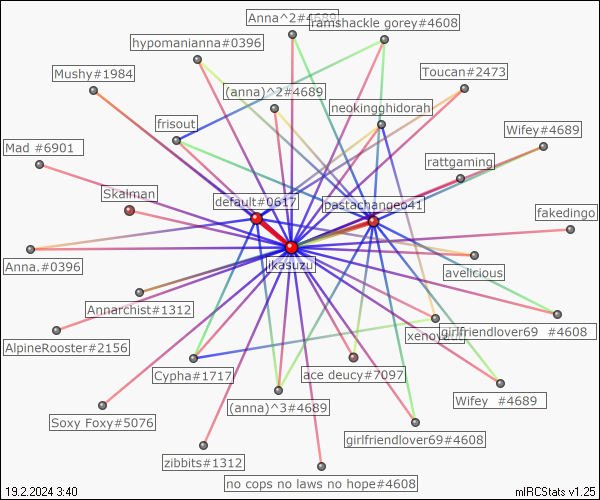 Anna^2#4689
ramshackle gorey#4608
hypomanianna#0396
Toucan#2473
Mushy#1984
(anna)^2#4689
neokingghidorah
frisout
Wifey#4689
Mad #6901
rattgaming
Skalman
default#0617
pastachangeo41
fakedingo
ikasuzu
Anna.#0396
avelicious
Annarchist#1312
girlfriendlover69 #4608
AlpineRooster#2156
Cypha#1717
ace deucy#7097
Wifey #4689
(anna)^3#4689
Soxy Foxy#5076
girlfriendlover69#4608
zibbits#1312
no cops no laws no hope#4608
19.2.2024 3:40
mIRCStats v1.25